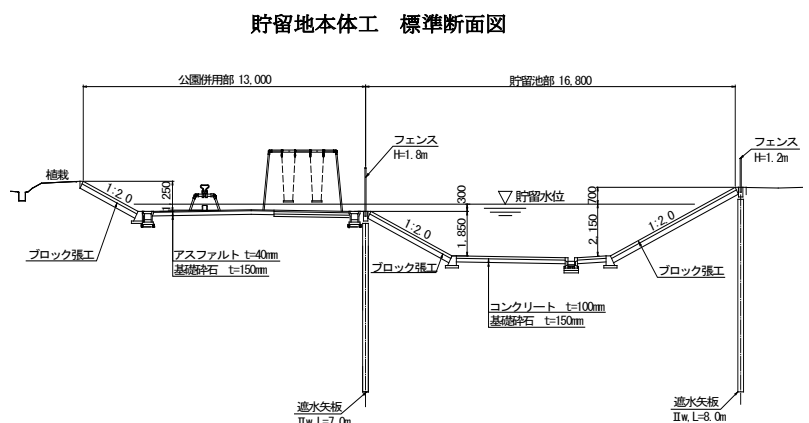 貯留地本体工　標準断面図
公園併用部 13,000
貯留池部 16,800
フェンス
H=1.8m
フェンス
H=1.2m
植栽
1:2.0
1,250
300
貯留水位
700
1:2.0
1,850
2,150
1:2.0
ブロック張工
アスファルト t=40mm
基礎砕石 t=150mm
ブロック張工
ブロック張工
コンクリート t=100mm
基礎砕石 t=150mm
遮水矢板
Ⅱw, L=7.0m
遮水矢板
Ⅱw, L=8.0m